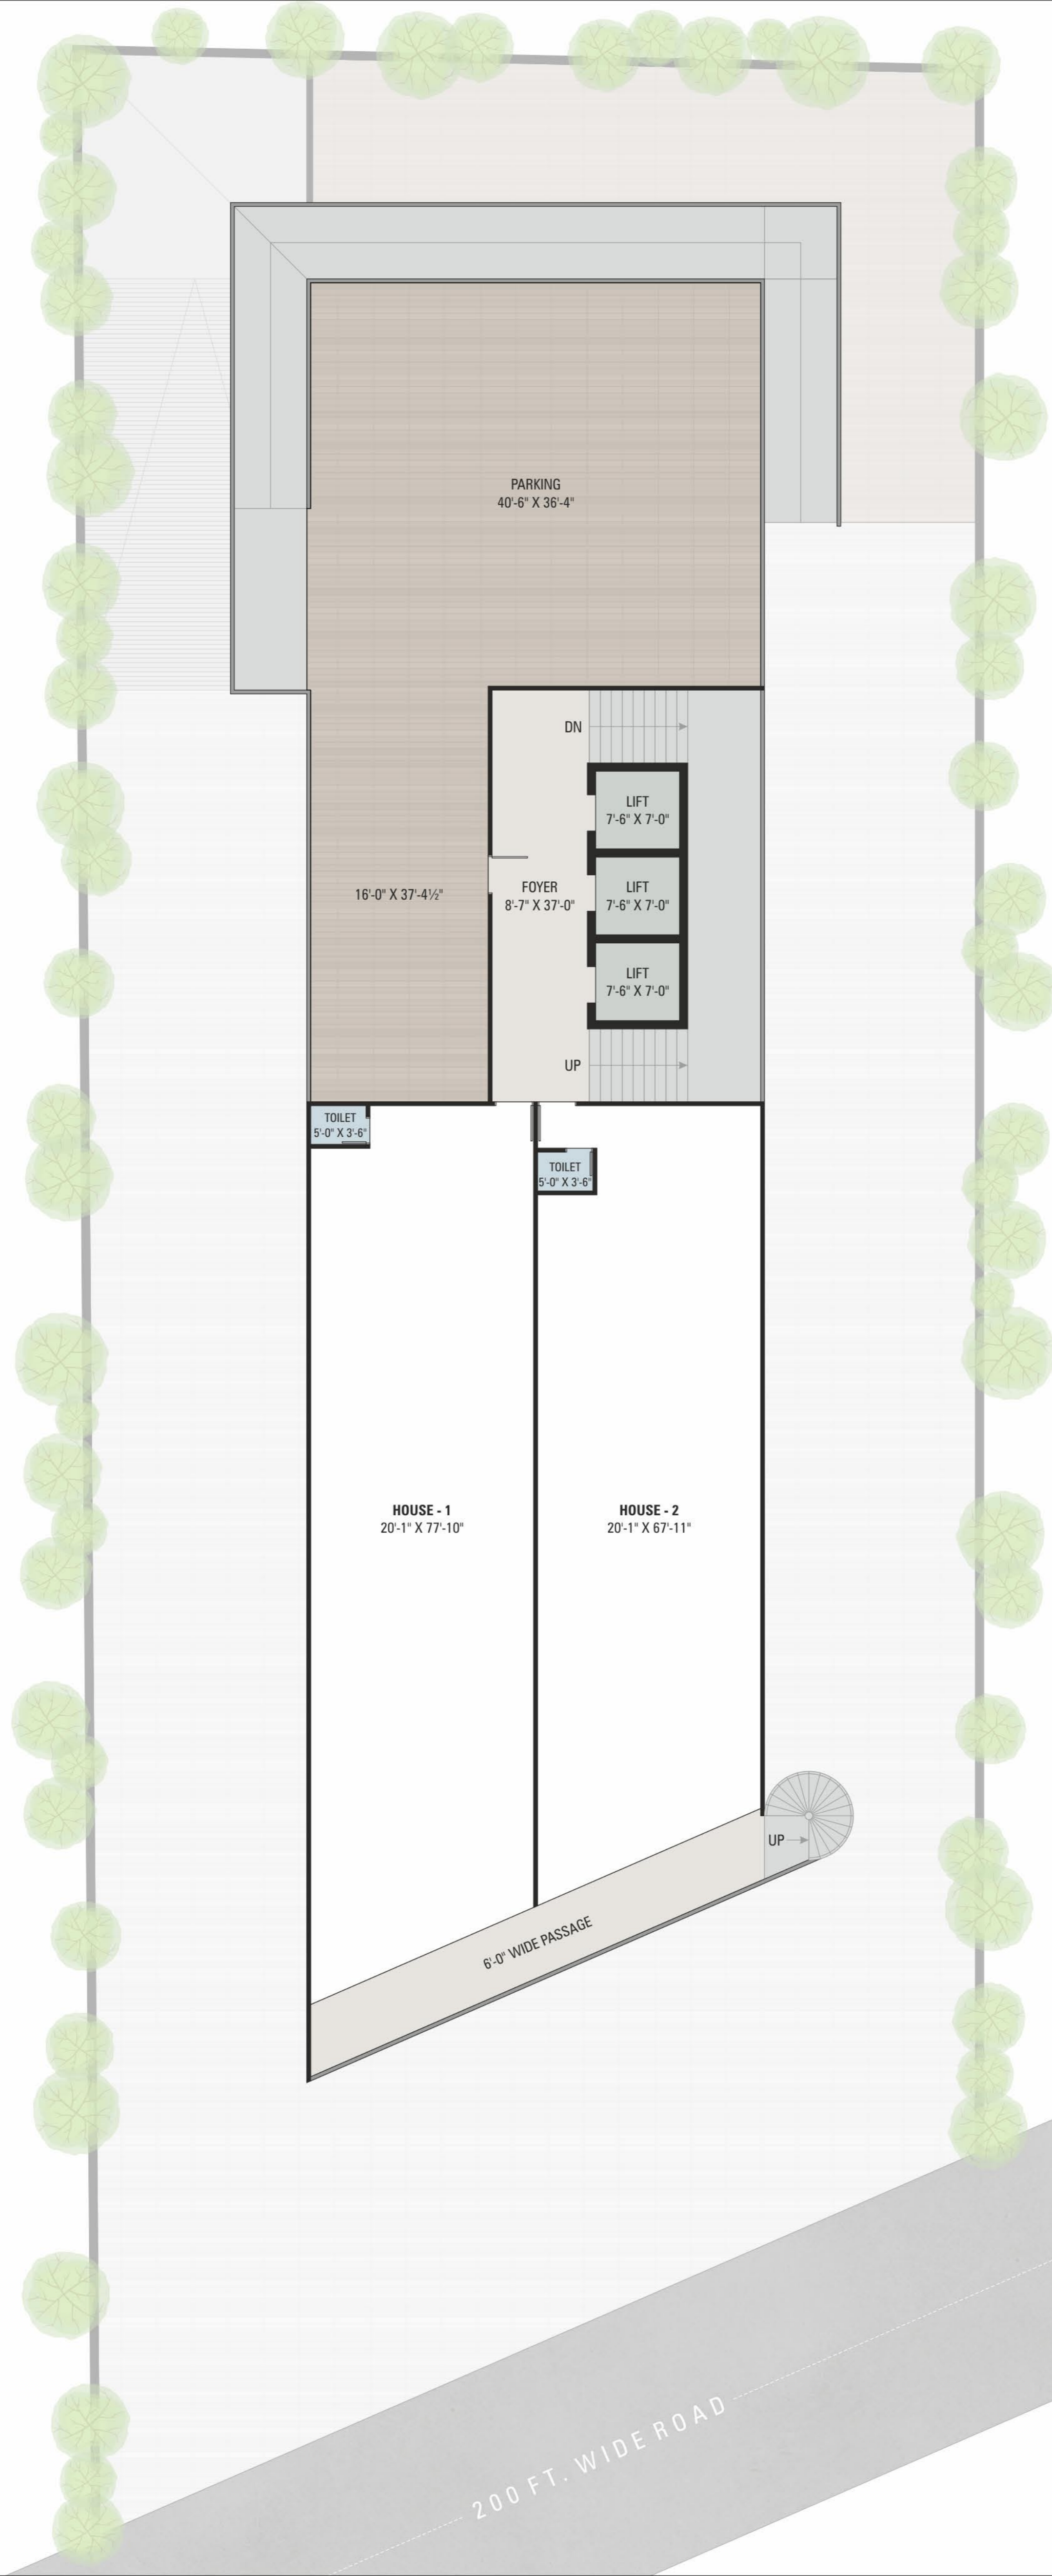 PARKING
40'-6" X 36'-4"
DN
LIFT
7'-6" X 7'-0"
16'-0" X 37'-4½"
FOYER
8'-7" X 37'-0"
LIFT
7'-6" X 7'-0"
LIFT
7'-6" X 7'-0"
UP
TOILET
5'-0" X 3'-6"
TOILET
5'-0" X 3'-6"
HOUSE - 1
20'-1" X 77'-10"
HOUSE - 2
20'-1" X 67'-11"
UP
6'-0" WIDE PASSAGE
200 FT. WIDE ROAD